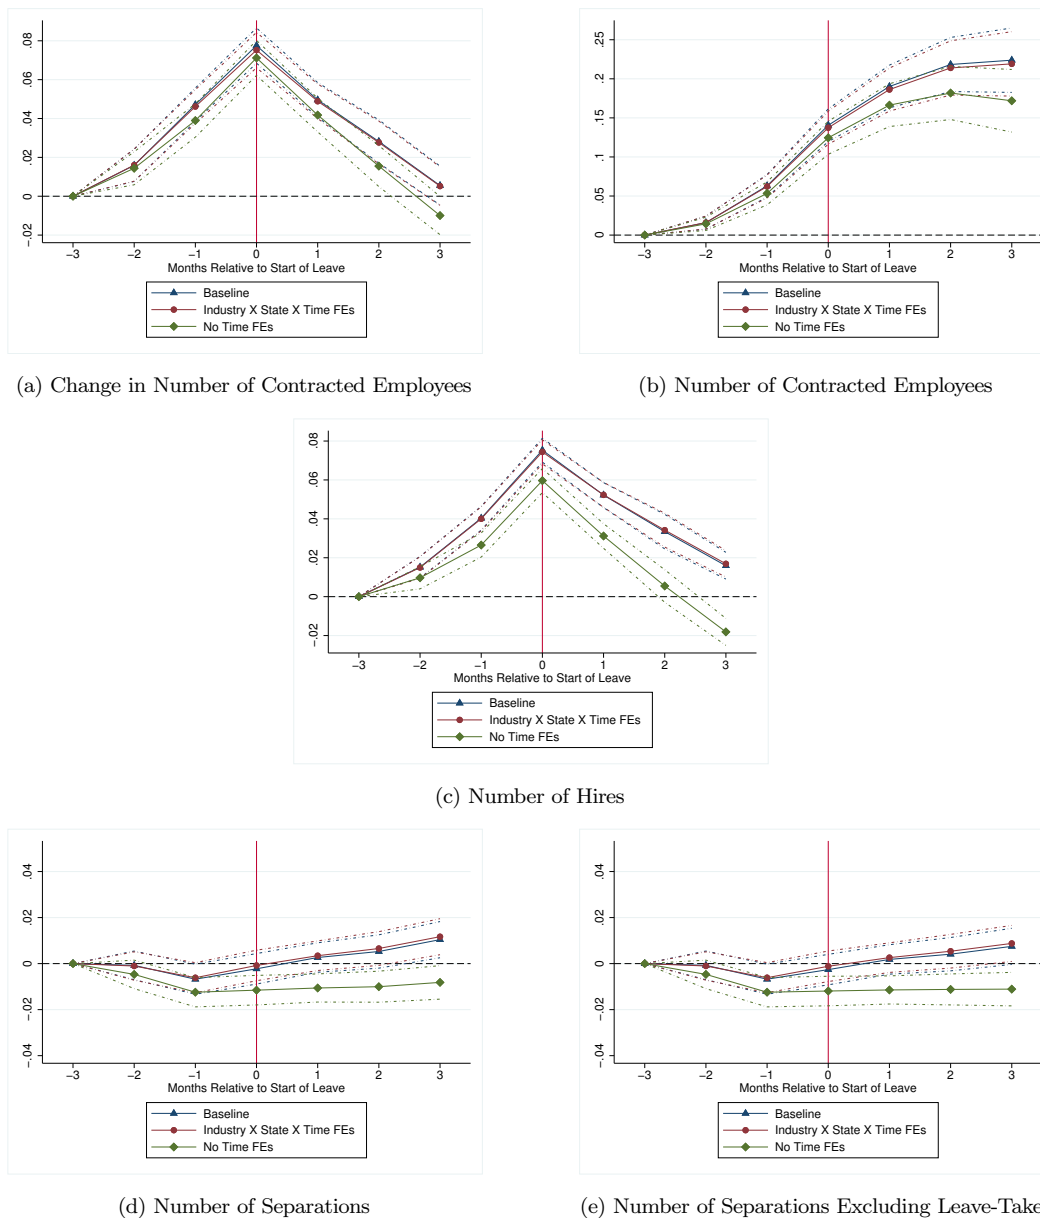 .08
.06
.04
.02
0
-.02
−3 −2 −1 0 1 2 3
Months Relative to Start of Leave
Baseline
Industry X State X Time FEs
No Time FEs
(a) Change in Number of Contracted Employees
.25
.2
.15
.1
.05
0
−3 −2 −1 0 1 2 3
Months Relative to Start of Leave
Baseline
Industry X State X Time FEs
No Time FEs
(b) Number of Contracted Employees
.08
.06
.04
.02
0
-.02
−3 −2 −1 0 1 2 3
Months Relative to Start of Leave
Baseline
Industry X State X Time FEs
No Time FEs
(c) Number of Hires
.04
.02
0
-.02
-.04
−3 −2 −1 0 1 2 3
Months Relative to Start of Leave
Baseline
Industry X State X Time FEs
No Time FEs
(d) Number of Separations
.04
.02
0
-.02
-.04
−3 −2 −1 0 1 2 3
Months Relative to Start of Leave
Baseline
Industry X State X Time FEs
No Time FEs
(e) Number of Separations Excluding Leave-Take